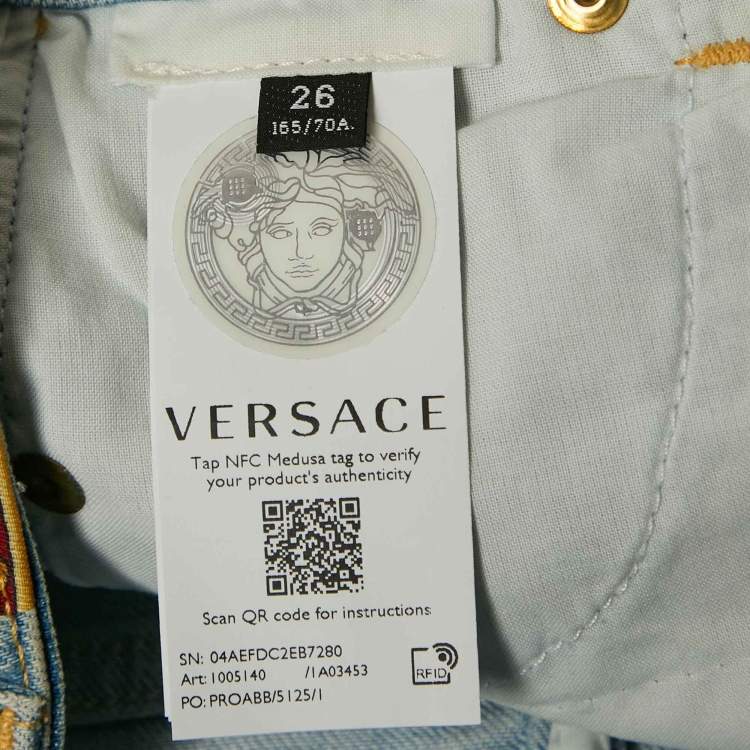 26
165/70A.
VERSACE
Tap NFC Medusa tag to verify
your product's authenticity
Scan QR code for instructions
SN: 04AEFDC2EB7280
Art: 1005140 /1A03453
PO: PROABB/5125/1
RFID